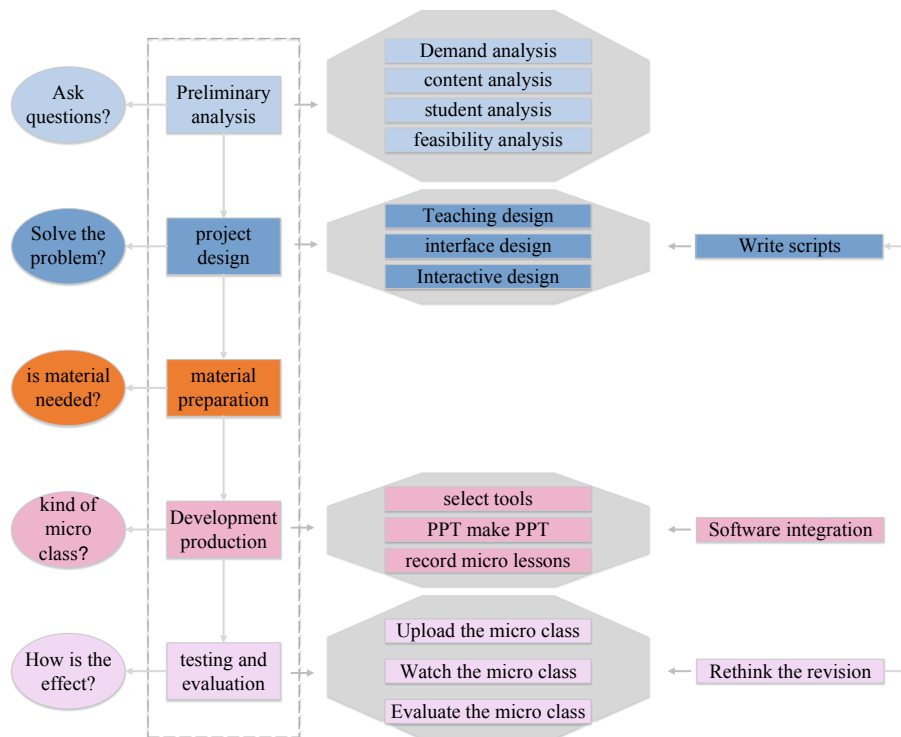 Ask
questions?
Preliminary
analysis
Demand analysis
content analysis
student analysis
feasibility analysis
Solve the
problem?
project
design
Teaching design
interface design
Interactive design
Write scripts
is material
needed?
material
preparation
kind of
micro
class?
Development
production
select tools
PPT make PPT
record micro lessons
Software integration
How is the
effect?
testing and
evaluation
Upload the micro class
Watch the micro class
Evaluate the micro class
Rethink the revision